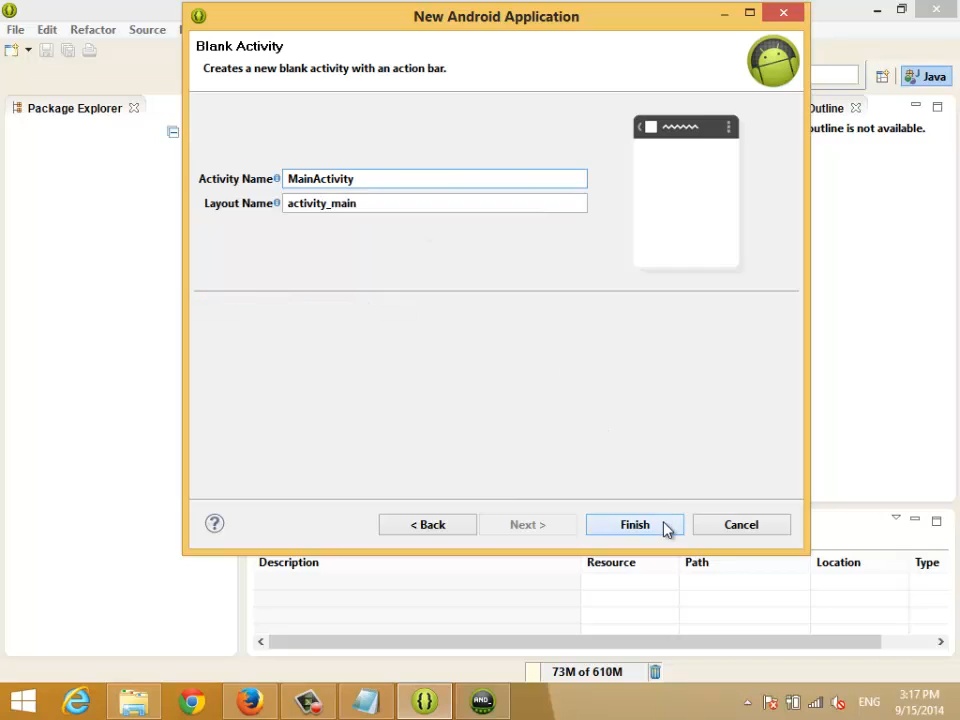 New Android Application
File Edit Refactor Source
Blank Activity
Creates a new blank activity with an action bar.
Java
Package Explorer
Outline
outline is not available.
Activity Name MainActivity
Layout Name activity_main
< Back Next > Finish Cancel
Description Resource Path Location Type
73M of 610M
AND_
ENG
3:17 PM
9/15/2014